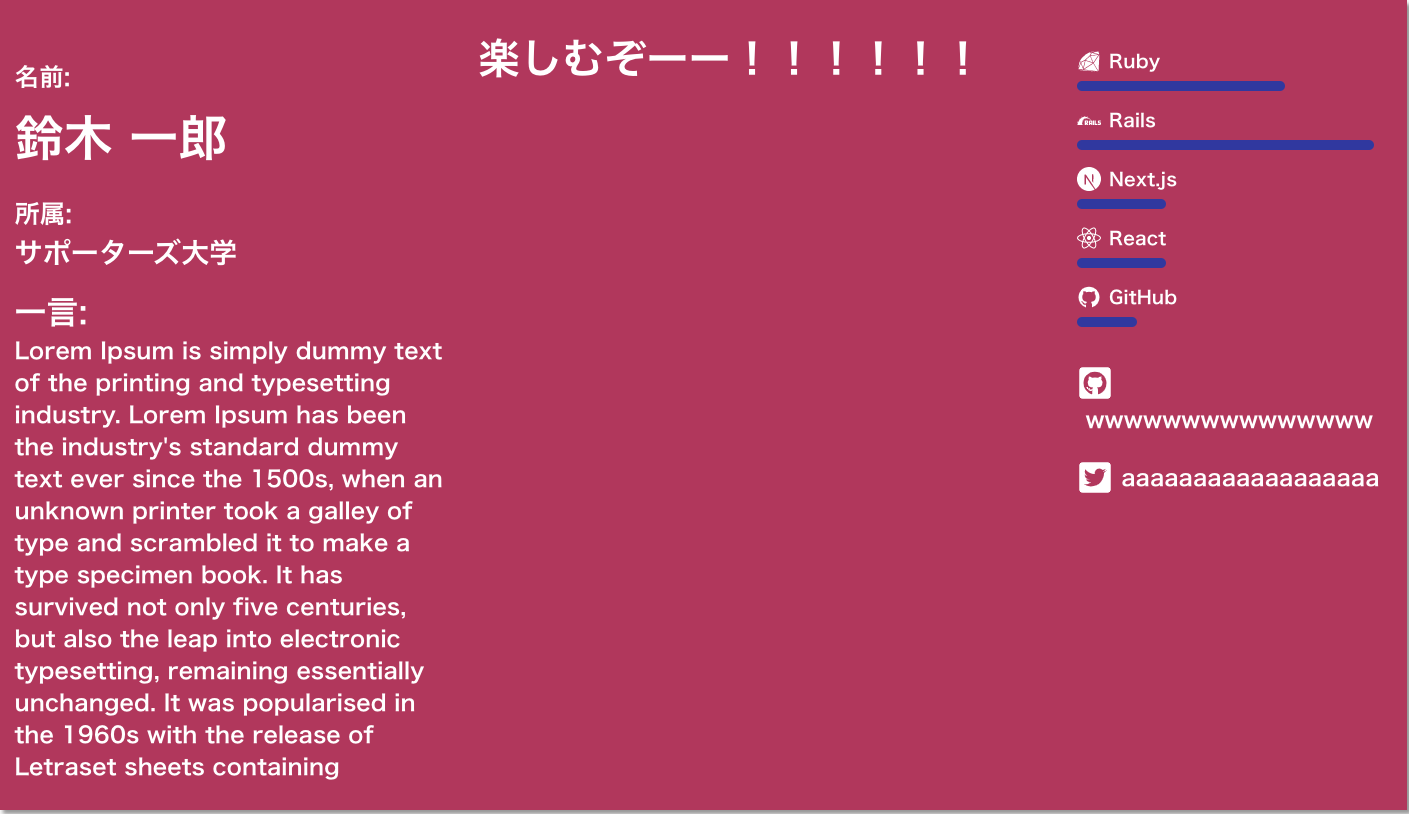 楽しむぞーー！！！！！！
名前:
鈴木 一郎
所属:
サポーターズ大学
一言:
Lorem Ipsum is simply dummy text
of the printing and typesetting
industry. Lorem Ipsum has been
the industry's standard dummy
text ever since the 1500s, when an
unknown printer took a galley of
type and scrambled it to make a
type specimen book. It has
survived not only five centuries,
but also the leap into electronic
typesetting, remaining essentially
unchanged. It was popularised in
the 1960s with the release of
Letraset sheets containing
Ruby
RAILS Rails
N Next.js
React
GitHub
wwwwwwwwwwwwwww
aaaaaaaaaaaaaaaaaa